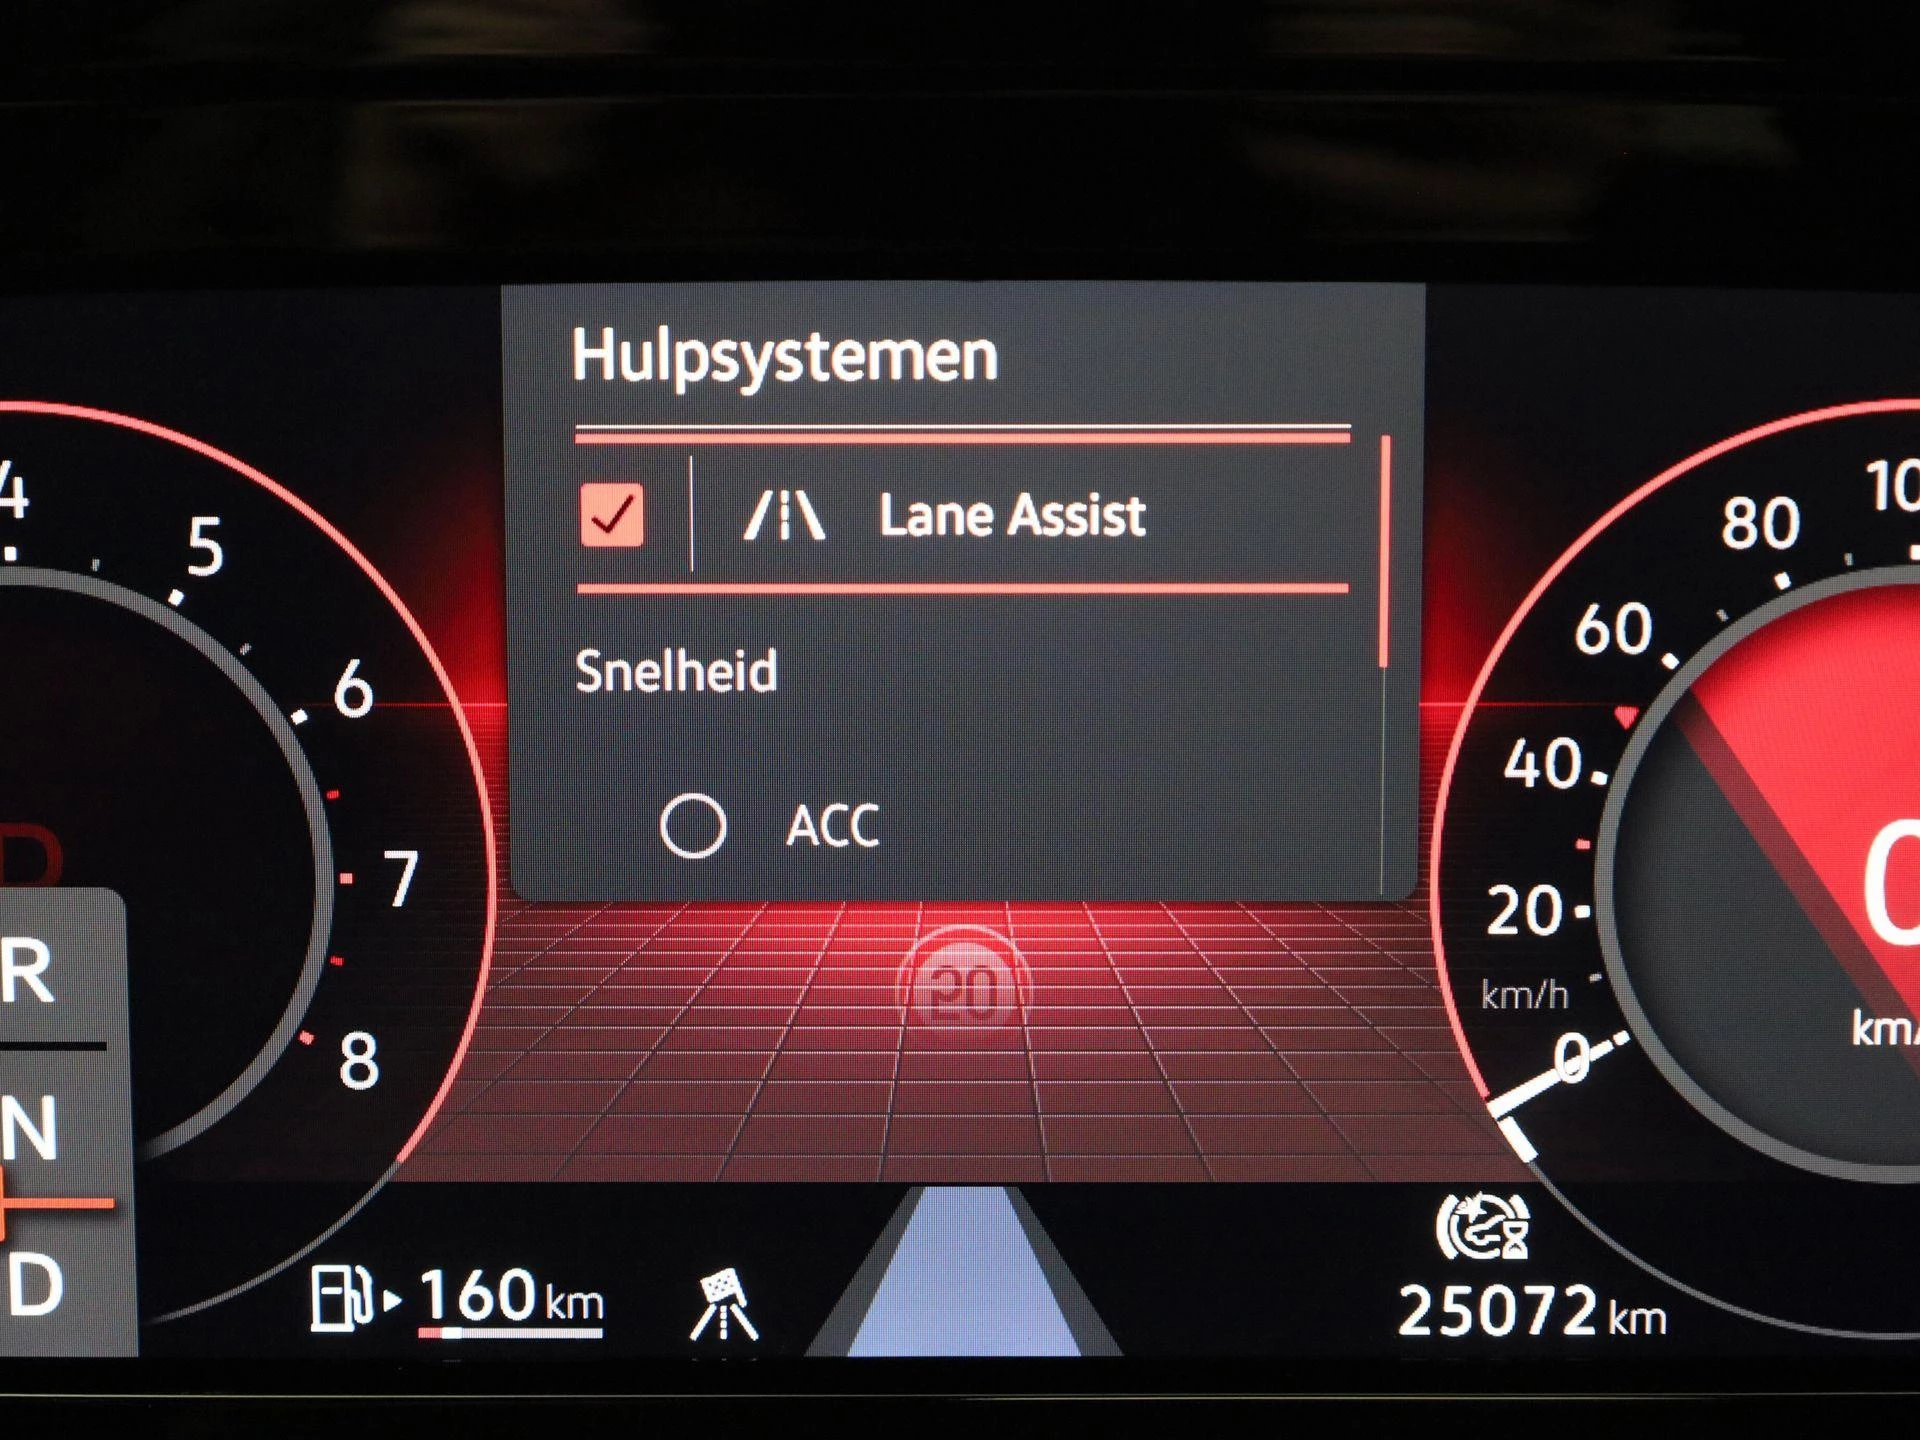 Hulpsystemen
Lane Assist
Snelheid
ACC
4
5
6
7
8
R
N
D
D
80
60
40
20
km/h
0
160 km
25072 km